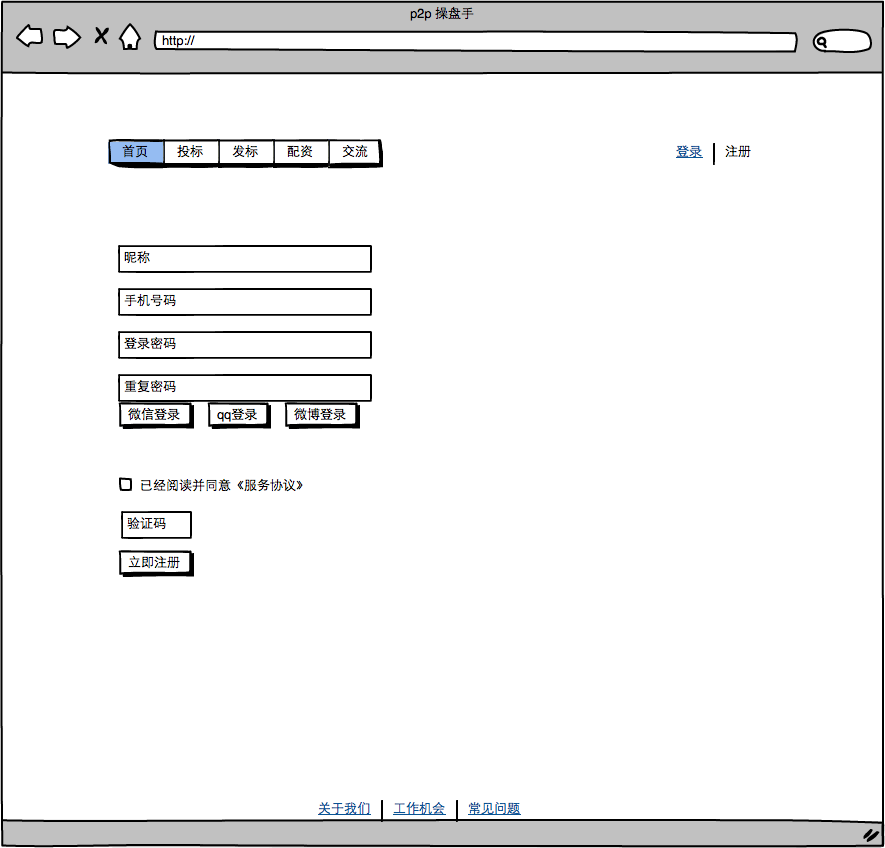 p2p 操盘手
http://
首页 投标 发标 配资 交流 登录 注册
昵称
手机号码
登录密码
重复密码
微信登录 qq登录 微博登录
已经阅读并同意《服务协议》
验证码
立即注册
关于我们 工作机会 常见问题